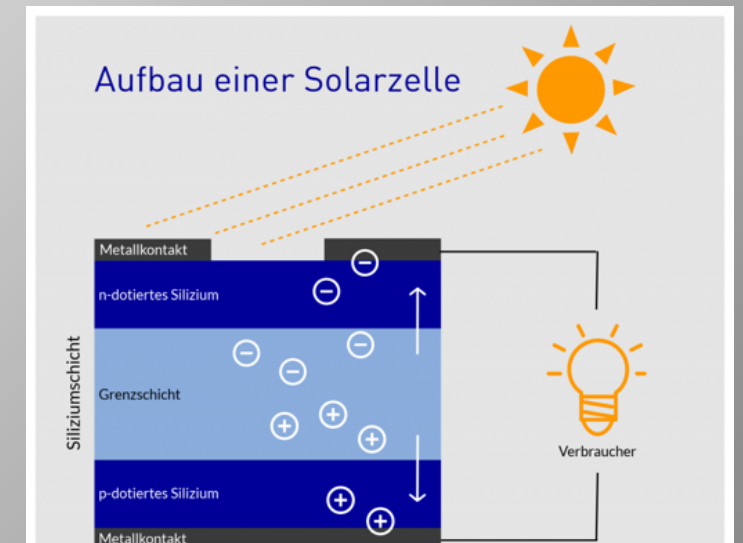 Aufbau einer Solarzelle
Metallkontakt
n-dotiertes Silizium
Siliziumschicht
Grenzschicht
Verbraucher
p-dotiertes Silizium
Metallkontakt